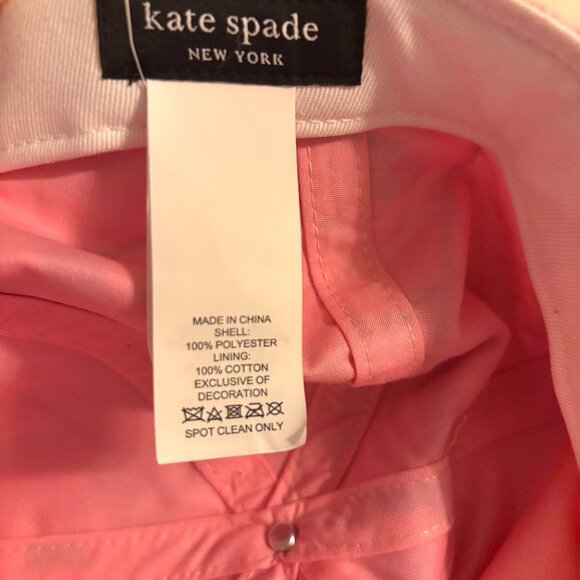 kate spade
NEW YORK
MADE IN CHINA
SHELL:
100% POLYESTER
LINING:
100% COTTON
EXCLUSIVE OF
DECORATION
SPOT CLEAN ONLY